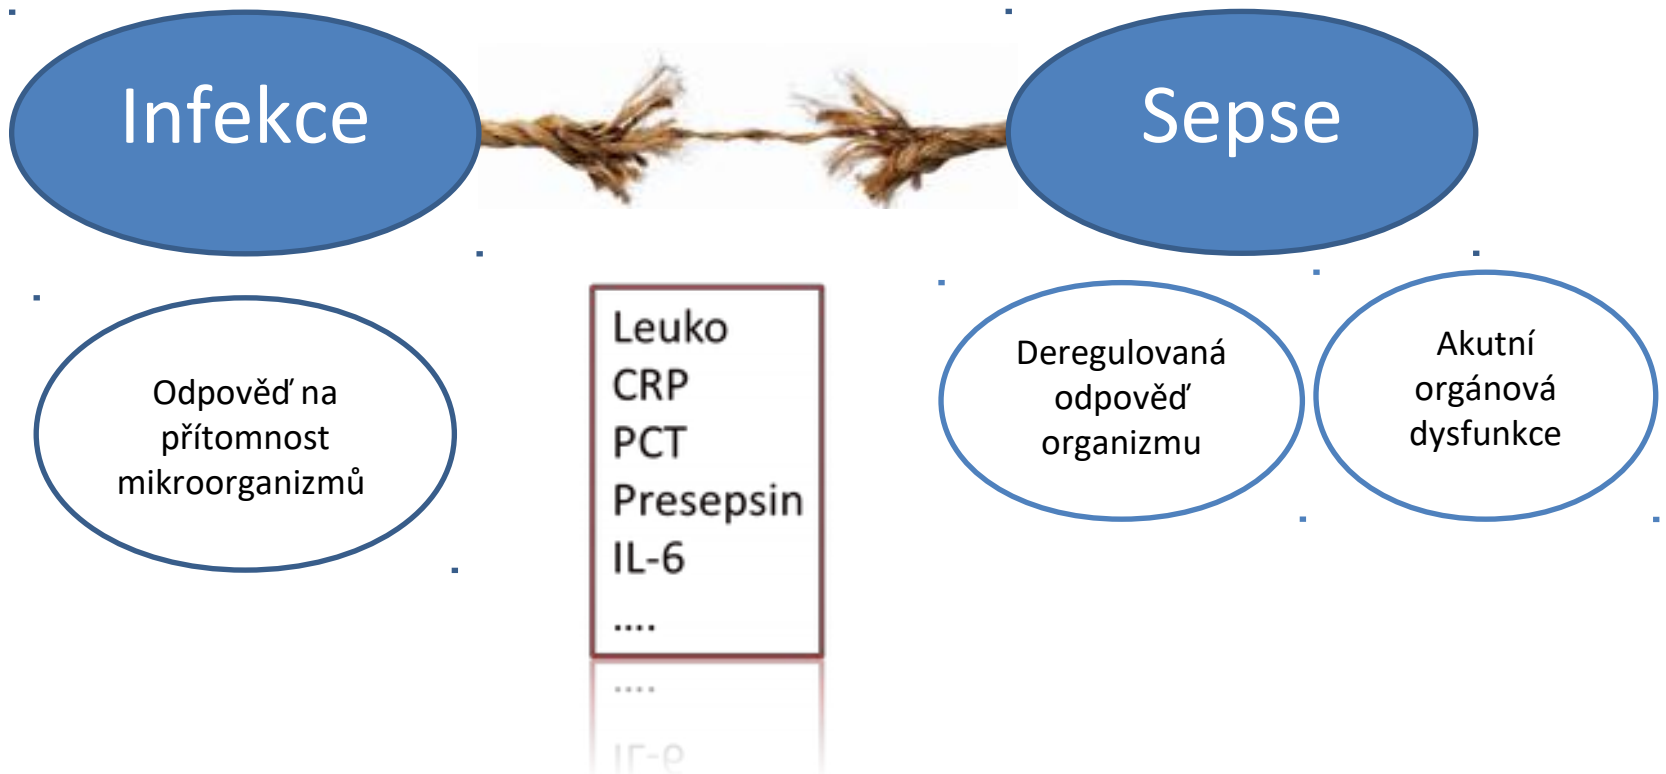 Infekce
Sepse
Odpověď na
přítomnost
mikroorganizmů
Leuko
CRP
PCT
Presepsin
IL-6
....
Deregulovaná
odpověď
organizmu
Akutní
orgánová
dysfunkce